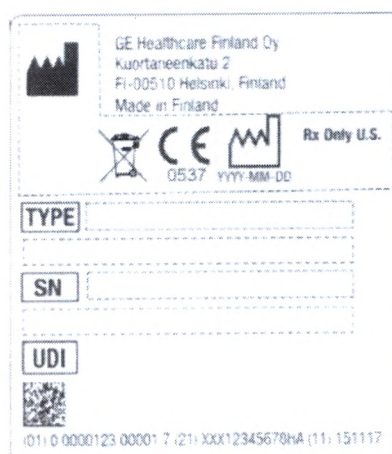 GE Healthcare Finland Oy
Kuortaneenkatu 2
FI-00510 Helsinki, Finland
Made in Finland
CE Rx Only U.S.
0537 YYYY-MM-DD
TYPE
SN
UDI
(01) 0 0000123 00001 7 (21) XXX12345678HA (11) 151117